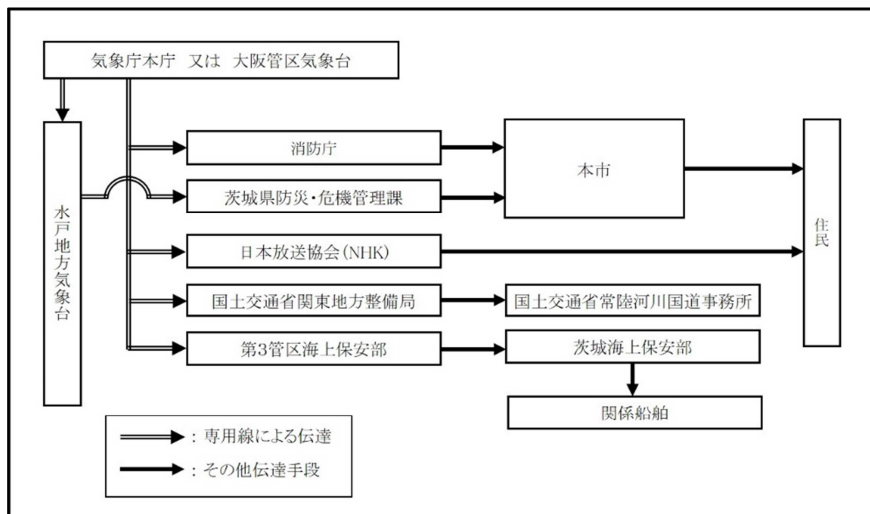 気象庁本庁 又は 大阪管区気象台
水戸地方気象台
消防庁
本市
住民
茨城県防災・危機管理課
日本放送協会(NHK)
国土交通省関東地方整備局
国土交通省常陸河川国道事務所
第3管区海上保安部
茨城海上保安部
関係船舶
：専用線による伝達
：その他伝達手段